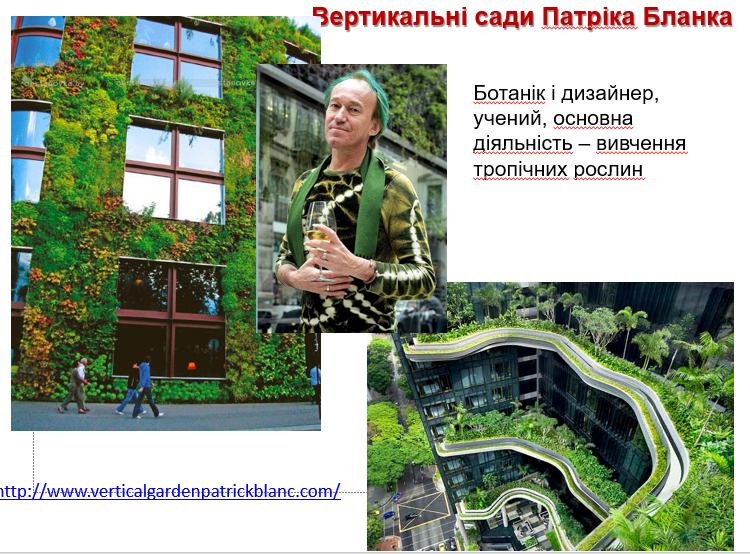 Вертикальні сади Патріка Бланка
Ботанік і дизайнер,
учений, основна
діяльність – вивчення
тропічних рослин
http://www.verticalgardenpatrickblanc.com/